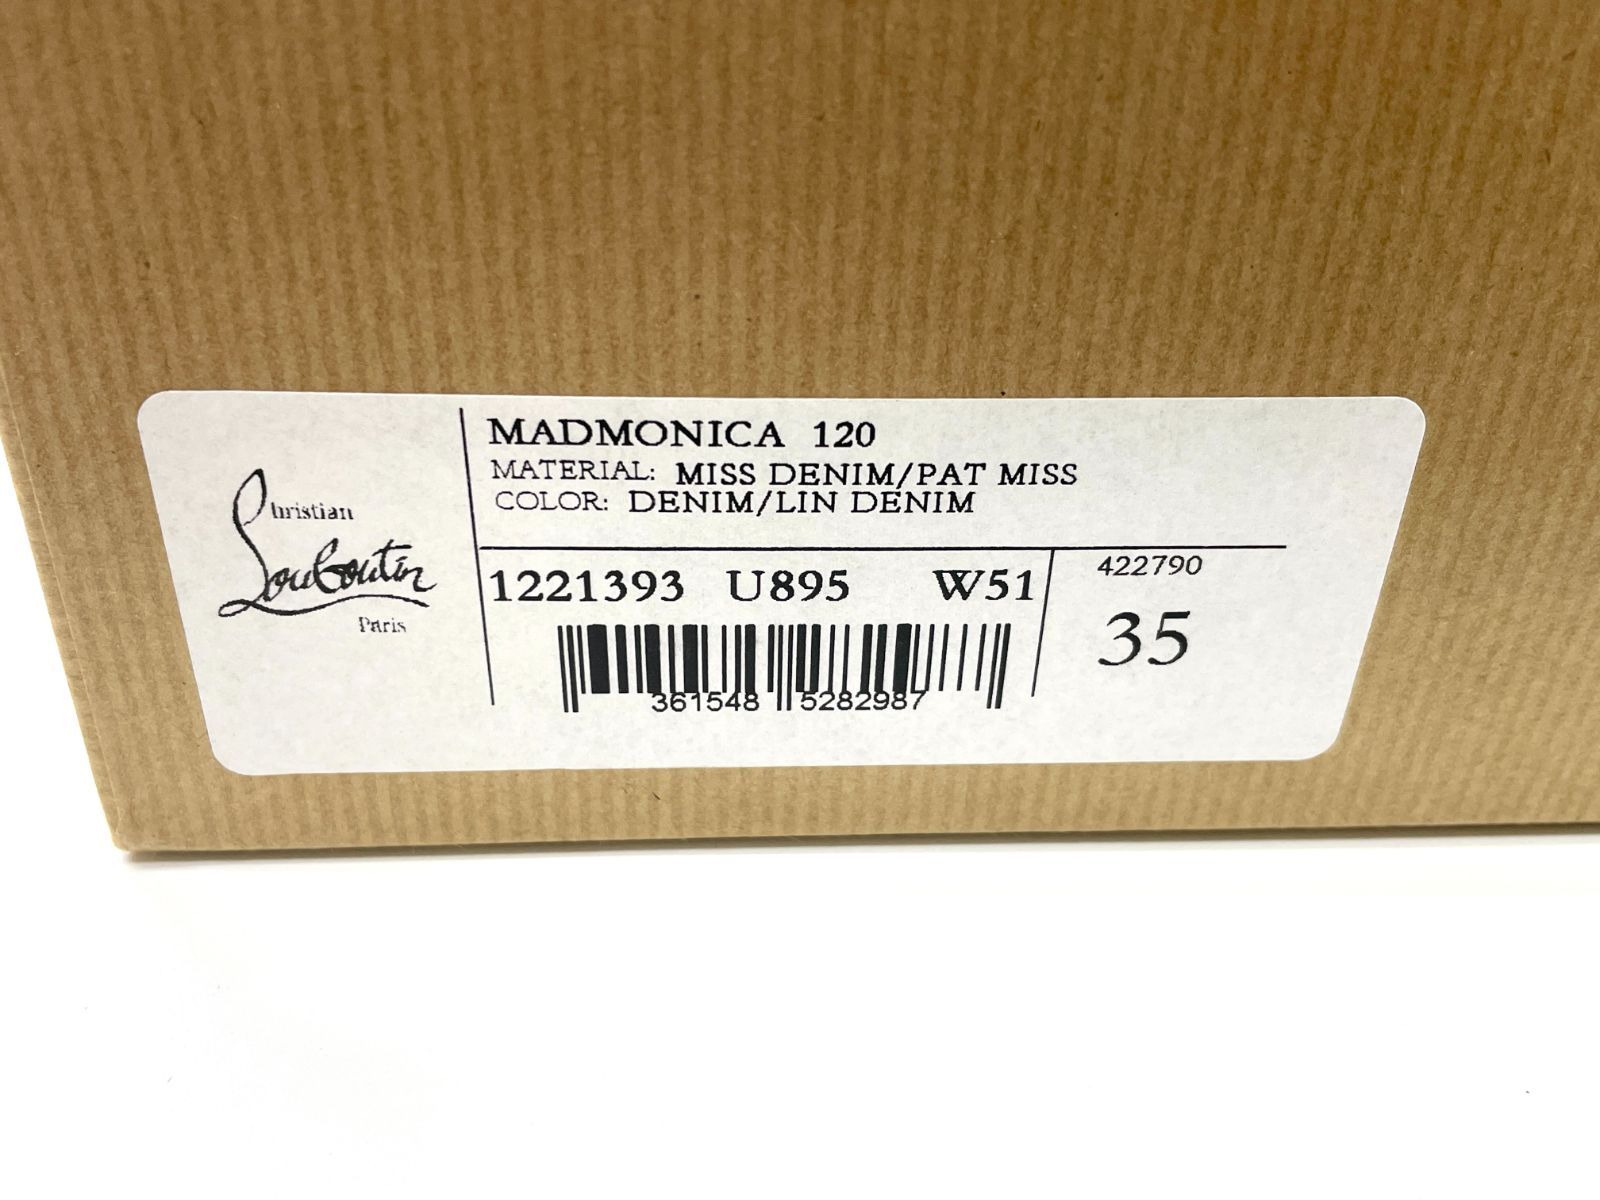 Christian
Louboutin
Paris
MADMONICA 120
MATERIAL: MISS DENIM/PAT MISS
COLOR: DENIM/LIN DENIM
1221393 U895 W51
361548 5282987
422790
35